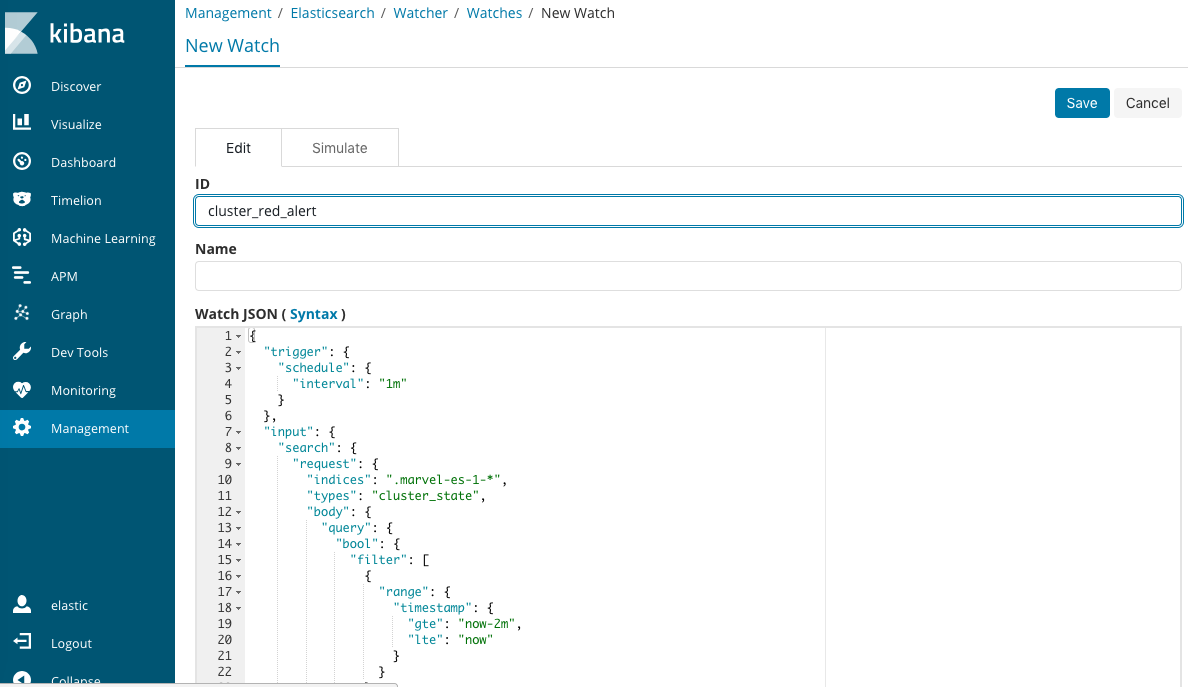 kibana
Discover
Visualize
Dashboard
Timelion
Machine Learning
APM
Graph
Dev Tools
Monitoring
Management
elastic
Logout
Collapse
Management / Elasticsearch / Watcher / Watches / New Watch
New Watch
Save Cancel
Edit Simulate
ID
cluster_red_alert
Name
Watch JSON ( Syntax )
1 {
2 "trigger": {
3 "schedule": {
4 "interval": "1m"
5 }
6 },
7 "input": {
8 "search": {
9 "request": {
10 "indices": ".marvel-es-1-*",
11 "types": "cluster_state",
12 "body": {
13 "query": {
14 "bool": {
15 "filter": [
16 {
17 "range": {
18 "timestamp": {
19 "gte": "now-2m",
20 "lte": "now"
21 }
22 }